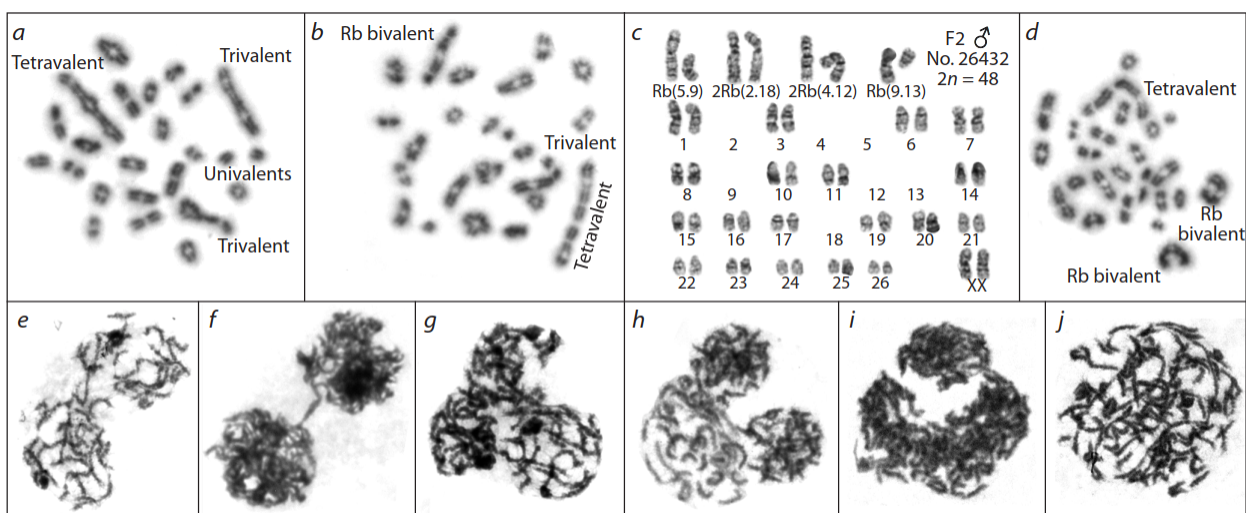 a
Tetravalent
Trivalent
Univalents
Trivalent
b
Rb bivalent
Trivalent
Tetravalent
c
F2 ♂
No. 26432
2n = 48
Rb(5.9) 2Rb(2.18) 2Rb(4.12) Rb(9.13)
1 2 3 4 5 6 7
8 9 10 11 12 13 14
15 16 17 18 19 20 21
22 23 24 25 26 XX
d
Tetravalent
Rb
bivalent
Rb bivalent
e
f
g
h
i
j